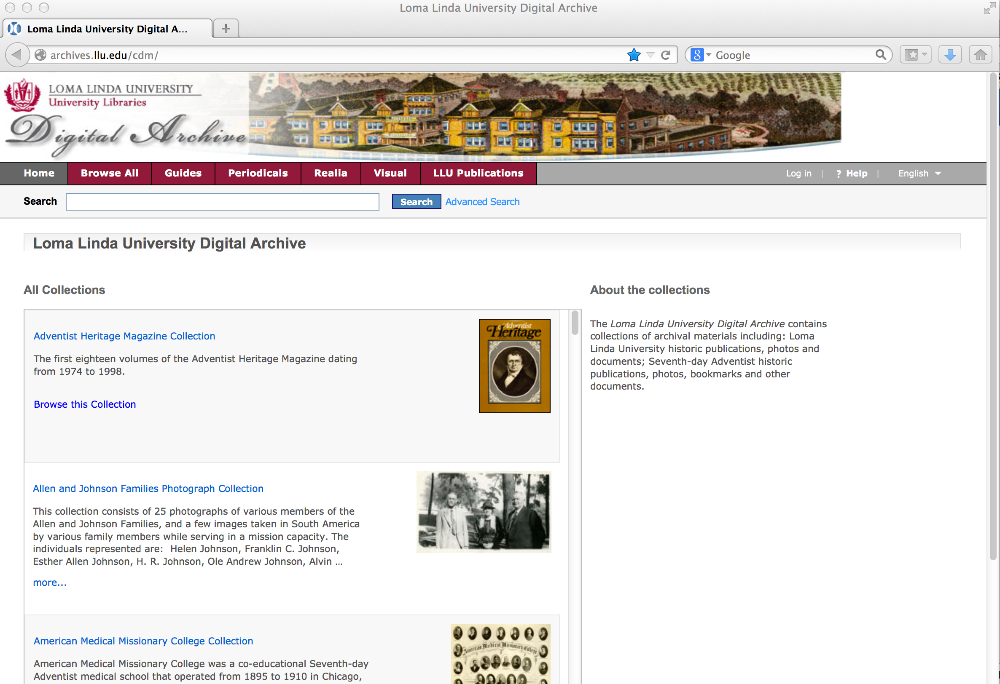 Loma Linda University Digital Archive
Loma Linda University Digital A...
archives.llu.edu/cdm/
Google
LOMA LINDA UNIVERSITY
University Libraries
Digital Archive
Home Browse All Guides Periodicals Realia Visual LLU Publications Log in | ? Help | English
Search Search Advanced Search
Loma Linda University Digital Archive
All Collections
Adventist Heritage Magazine Collection
The first eighteen volumes of the Adventist Heritage Magazine dating
from 1974 to 1998.
Browse this Collection
Adventist
Heritage
Allen and Johnson Families Photograph Collection
This collection consists of 25 photographs of various members of the
Allen and Johnson Families, and a few images taken in South America
by various family members while serving in a mission capacity. The
individuals represented are:  Helen Johnson, Franklin C. Johnson,
Esther Allen Johnson, H. R. Johnson, Ole Andrew Johnson, Alvin ...
more...
American Medical Missionary College Collection
American Medical Missionary College was a co-educational Seventh-day
Adventist medical school that operated from 1895 to 1910 in Chicago,
American Medical Missionary College
About the collections
The Loma Linda University Digital Archive contains
collections of archival materials including: Loma
Linda University historic publications, photos and
documents; Seventh-day Adventist historic
publications, photos, bookmarks and other
documents.